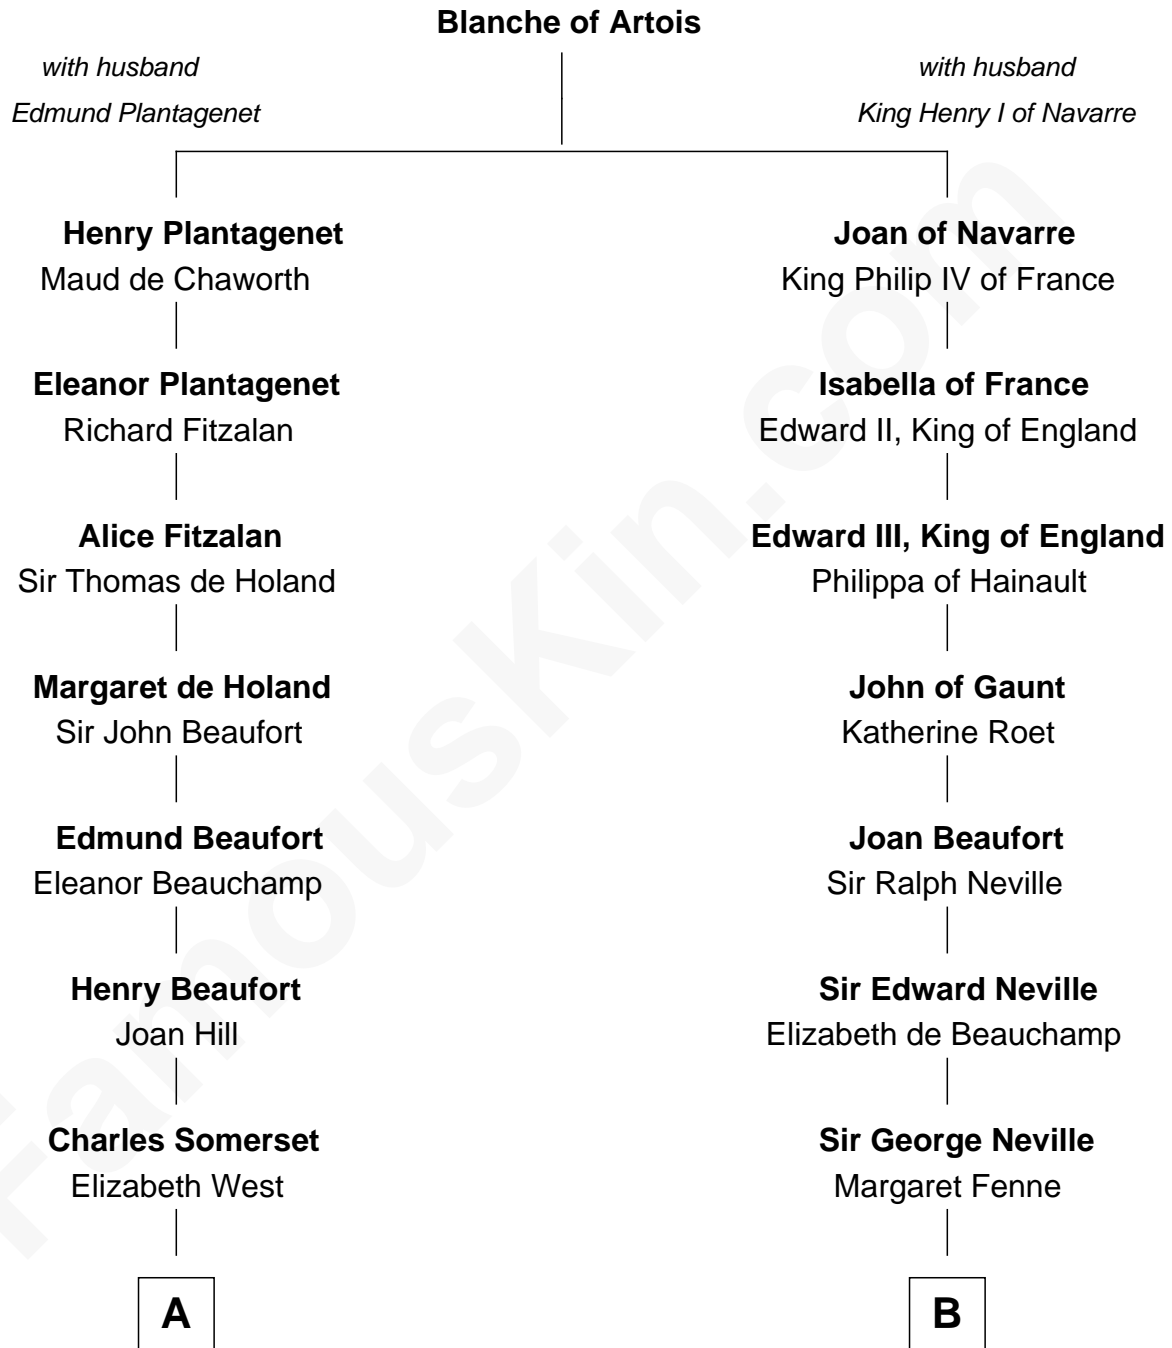 Blanche of Artois
with husband
Edmund Plantagenet
with husband
King Henry I of Navarre
Henry Plantagenet
Maud de Chaworth
Joan of Navarre
King Philip IV of France
Eleanor Plantagenet
Richard Fitzalan
Isabella of France
Edward II, King of England
Alice Fitzalan
Sir Thomas de Holand
Edward III, King of England
Philippa of Hainault
Margaret de Holand
Sir John Beaufort
John of Gaunt
Katherine Roet
Edmund Beaufort
Eleanor Beauchamp
Joan Beaufort
Sir Ralph Neville
Henry Beaufort
Joan Hill
Sir Edward Neville
Elizabeth de Beauchamp
Charles Somerset
Elizabeth West
Sir George Neville
Margaret Fenne
A
B
FamousKin.com